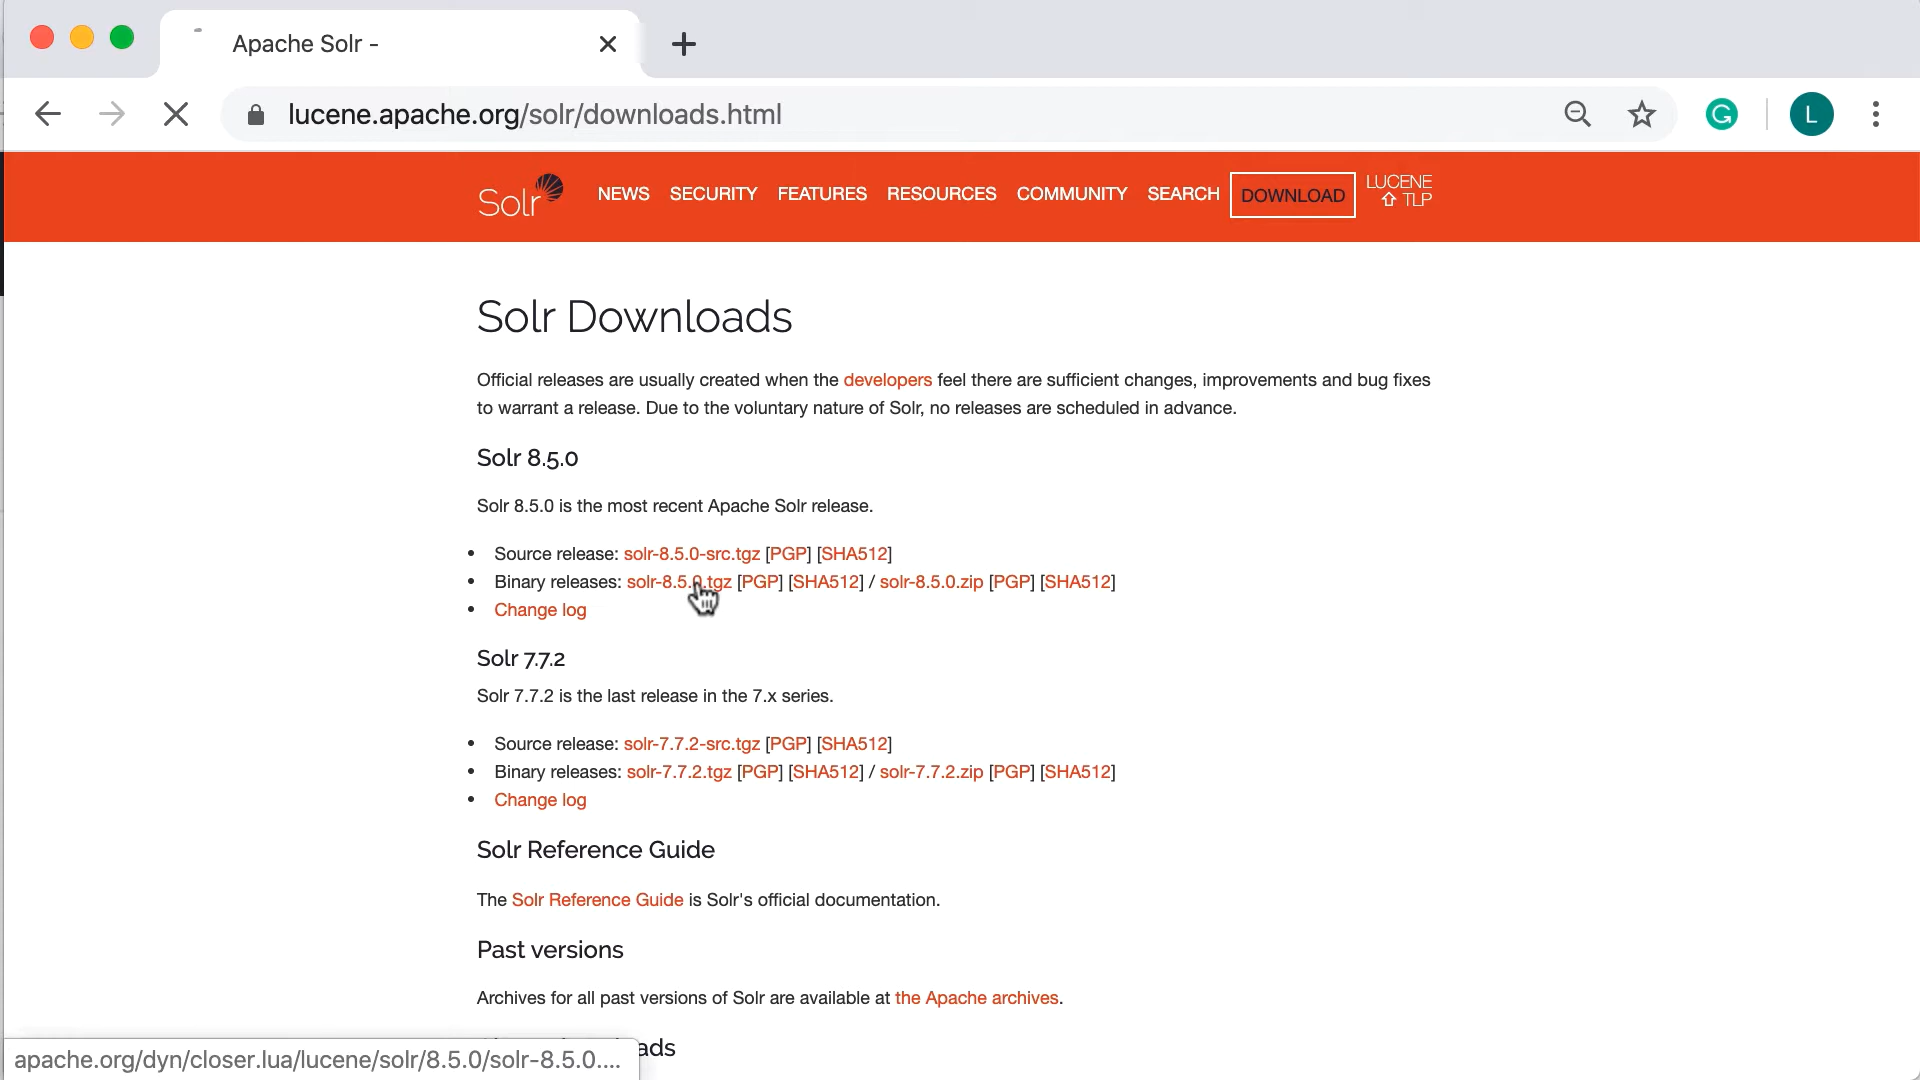 Apache Solr -
lucene.apache.org/solr/downloads.html
G
L
Solr
NEWS SECURITY FEATURES RESOURCES COMMUNITY SEARCH DOWNLOAD
LUCENE
TLP
Solr Downloads
Official releases are usually created when the developers feel there are sufficient changes, improvements and bug fixes
to warrant a release. Due to the voluntary nature of Solr, no releases are scheduled in advance.
Solr 8.5.0
Solr 8.5.0 is the most recent Apache Solr release.
• Source release: solr-8.5.0-src.tgz [PGP] [SHA512]
• Binary releases: solr-8.5.0.tgz [PGP] [SHA512] / solr-8.5.0.zip [PGP] [SHA512]
• Change log
Solr 7.7.2
Solr 7.7.2 is the last release in the 7.x series.
• Source release: solr-7.7.2-src.tgz [PGP] [SHA512]
• Binary releases: solr-7.7.2.tgz [PGP] [SHA512] / solr-7.7.2.zip [PGP] [SHA512]
• Change log
Solr Reference Guide
The Solr Reference Guide is Solr's official documentation.
Past versions
Archives for all past versions of Solr are available at the Apache archives.
ads
apache.org/dyn/closer.lua/lucene/solr/8.5.0/solr-8.5.0....